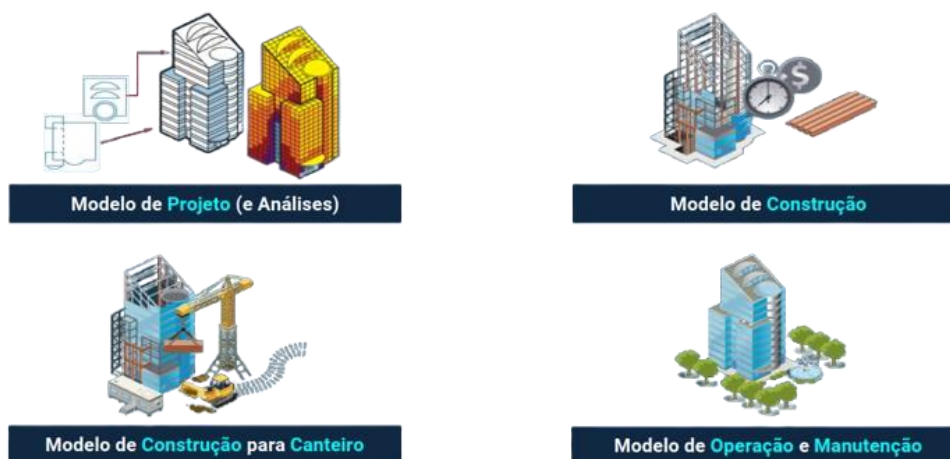 Modelo de Projeto (e Análises)
$
Modelo de Construção
Modelo de Construção para Canteiro
Modelo de Operação e Manutenção